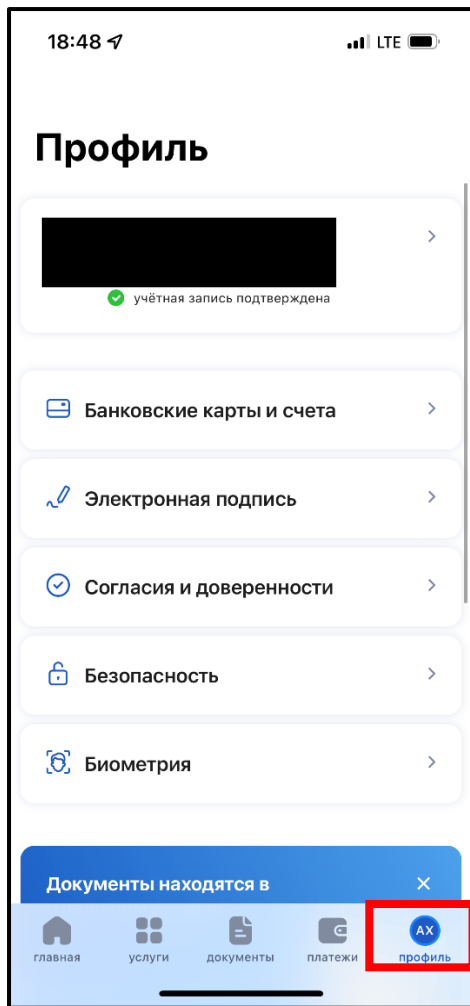 18:48 LTE
Профиль
учётная запись подтверждена
Банковские карты и счета
Электронная подпись
Согласия и доверенности
Безопасность
Биометрия
Документы находятся в
АХ
главная услуги документы платежи профиль